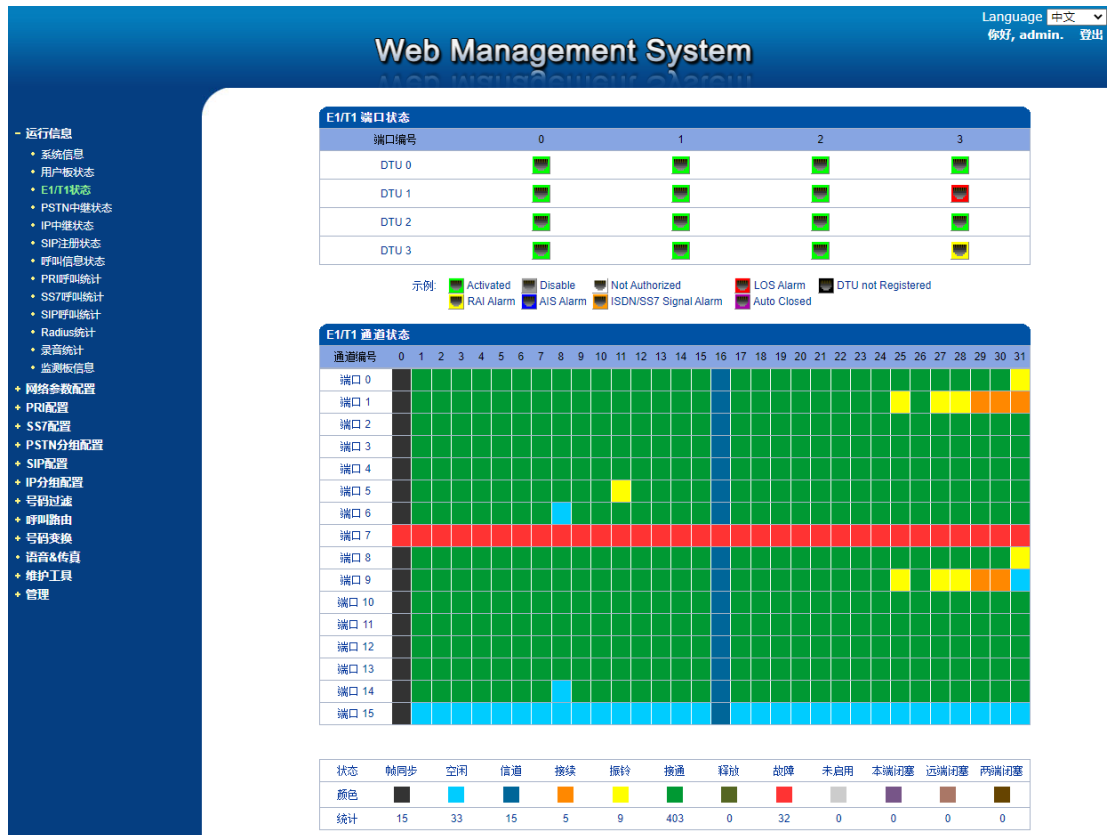 Language 中文
你好, admin. 登出
Web Management System
- 运行信息
系统信息
用户板状态
E1/T1状态
PSTN中继状态
IP中继状态
SIP注册状态
呼叫信息状态
PRI呼叫统计
SS7呼叫统计
SIP呼叫统计
Radius统计
录音统计
监测板信息
+ 网络参数配置
+ PRI配置
+ SS7配置
+ PSTN分组配置
+ SIP配置
+ IP分组配置
+ 号码过滤
+ 呼叫路由
+ 号码变换
语音&传真
+ 维护工具
+ 管理
E1/T1 端口状态
端口编号 0 1 2 3
DTU 0
DTU 1
DTU 2
DTU 3
示例: Activated Disable Not Authorized LOS Alarm DTU not Registered
RAI Alarm AIS Alarm ISDN/SS7 Signal Alarm Auto Closed
E1/T1 通道状态
通道编号 0 1 2 3 4 5 6 7 8 9 10 11 12 13 14 15 16 17 18 19 20 21 22 23 24 25 26 27 28 29 30 31
端口 0
端口 1
端口 2
端口 3
端口 4
端口 5
端口 6
端口 7
端口 8
端口 9
端口 10
端口 11
端口 12
端口 13
端口 14
端口 15
状态 帧同步 空闲 信道 接续 振铃 接通 释放 故障 未启用 本端闭塞 远端闭塞 两端闭塞
颜色
统计 15 33 15 5 9 403 0 32 0 0 0 0